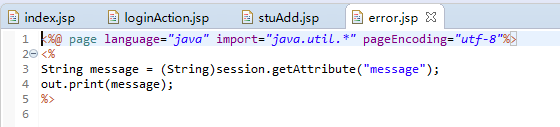 index.jsp loginAction.jsp stuAdd.jsp error.jsp
1 <%@ page language="java" import="java.util.*" pageEncoding="utf-8"%>
2 <%
3 String message = (String)session.getAttribute("message");
4 out.print(message);
5 %>
6